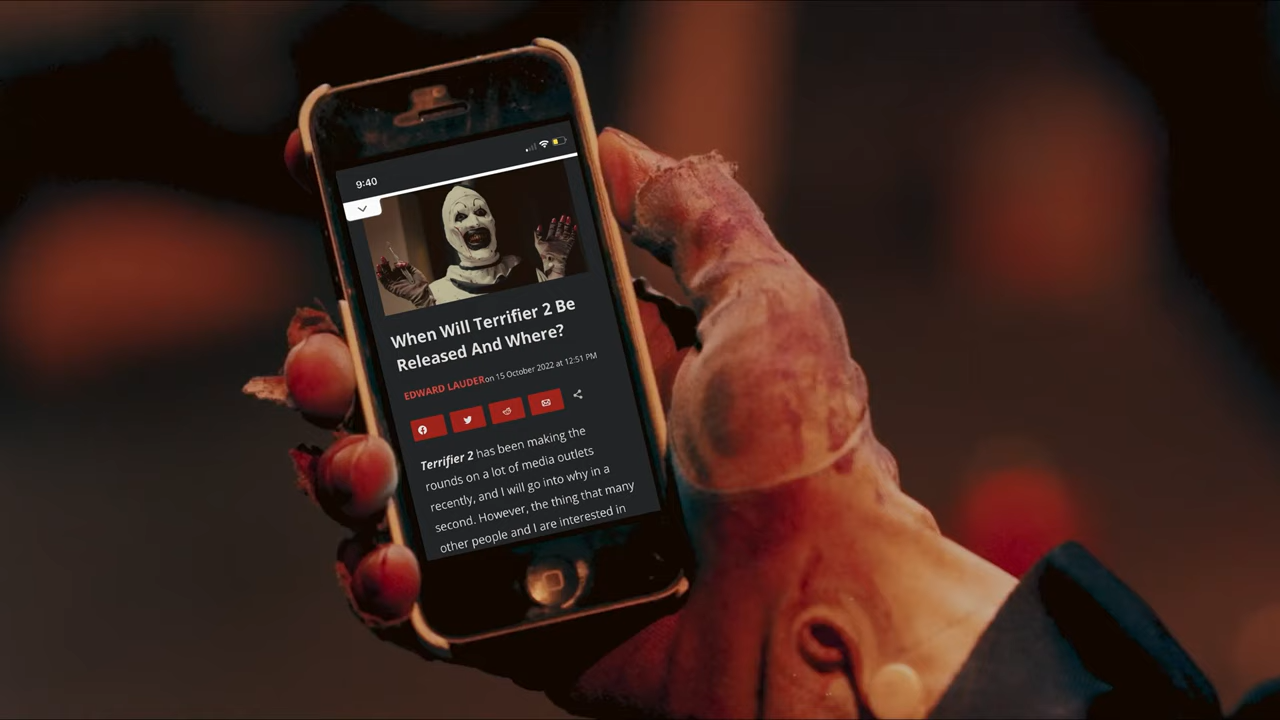 9:40
When Will Terrifier 2 Be
Released And Where?
EDWARD LAUDER on 15 October 2022 at 12:51 PM
Terrifier 2 has been making the
rounds on a lot of media outlets
recently, and I will go into why in a
second. However, the thing that many
other people and I are interested in